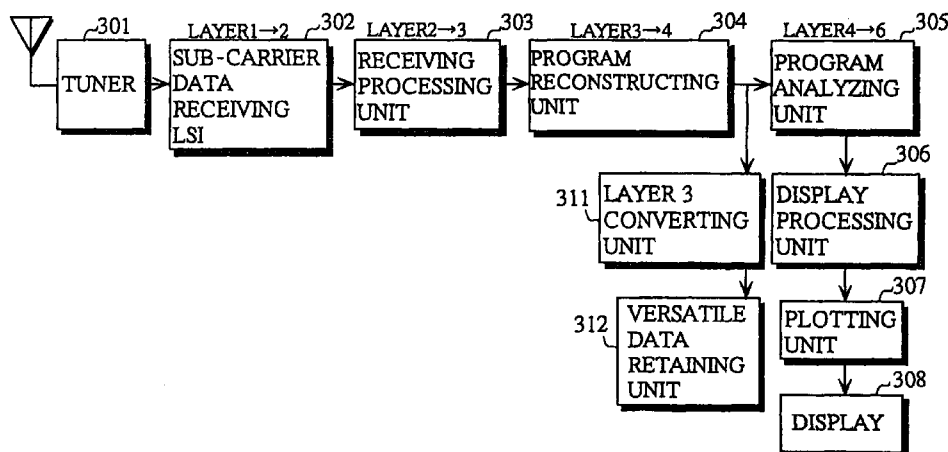 301
TUNER
LAYER1→2
302
SUB-CARRIER
DATA
RECEIVING
LSI
LAYER2→3
303
RECEIVING
PROCESSING
UNIT
LAYER3→4
304
PROGRAM
RECONSTRUCTING
UNIT
LAYER4→6
305
PROGRAM
ANALYZING
UNIT
311
LAYER 3
CONVERTING
UNIT
306
DISPLAY
PROCESSING
UNIT
312
VERSATILE
DATA
RETAINING
UNIT
307
PLOTTING
UNIT
308
DISPLAY